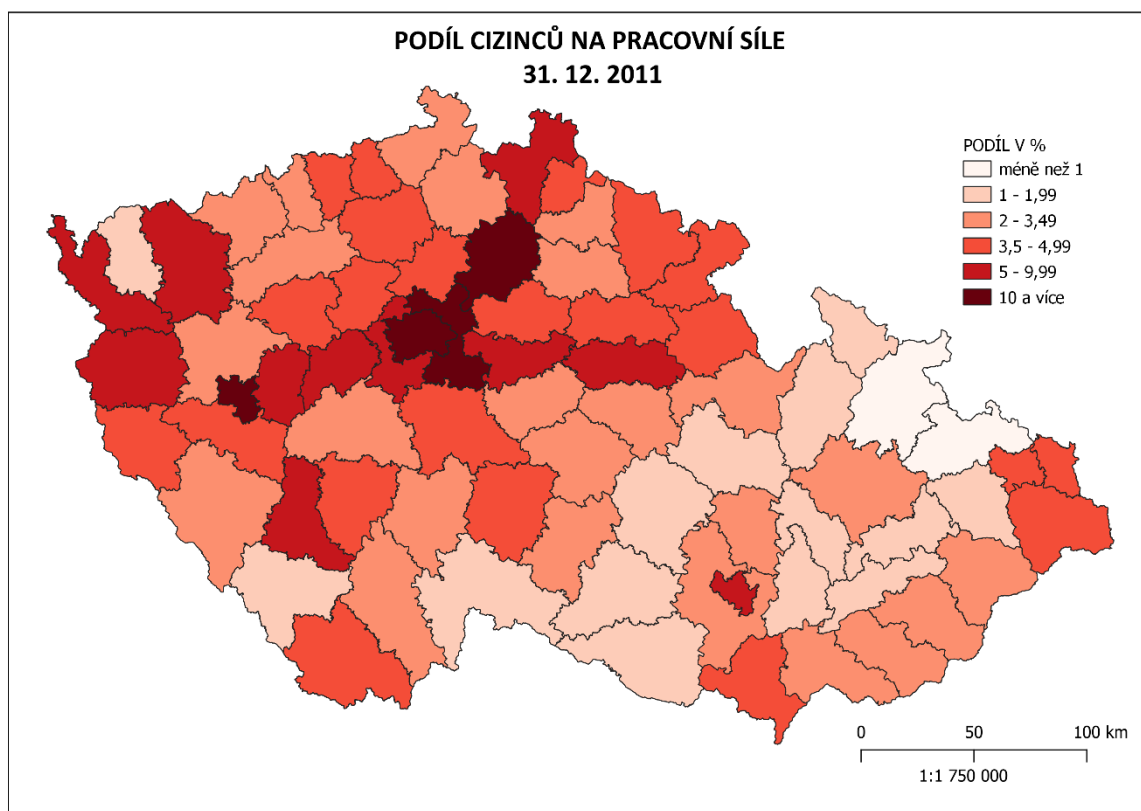 PODÍL CIZINCŮ NA PRACOVNÍ SÍLE
31. 12. 2011
PODÍL V %
méně než 1
1 - 1,99
2 - 3,49
3,5 - 4,99
5 - 9,99
10 a více
0 50 100 km
1:1 750 000